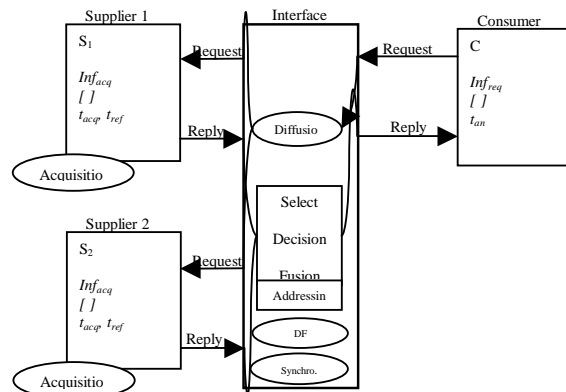 Supplier 1
Interface
Consumer
S1
Request
Request
C
Infacq
[ ]
tacq, tref
Infreq
[ ]
tan
Reply
Diffusio
Reply
Acquisitio
Select
Decision
Fusion
Addressin
Supplier 2
S2
Request
Infacq
[ ]
tacq, tref
Reply
DF
Synchro.
Acquisitio